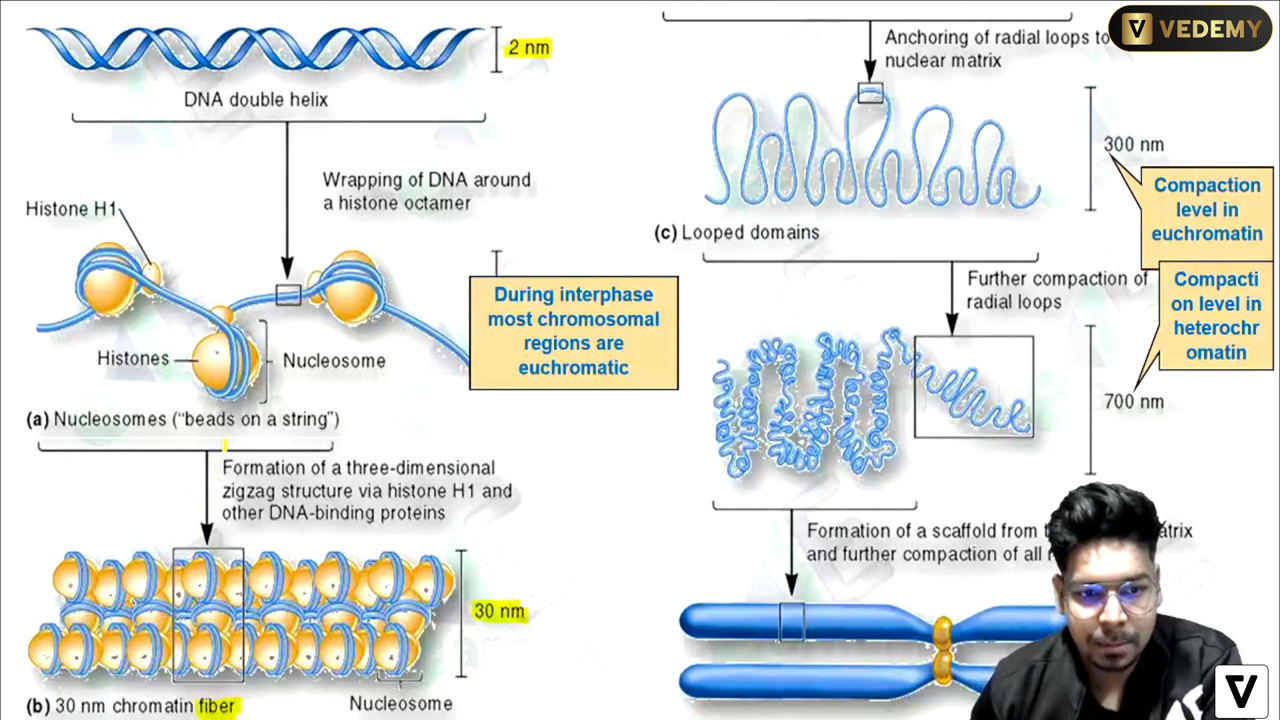 2 nm
DNA double helix
Wrapping of DNA around
a histone octamer
Histone H1
Histones
Nucleosome
During interphase
most chromosomal
regions are
euchromatic
(a) Nucleosomes ("beads on a string")
Formation of a three-dimensional
zigzag structure via histone H1 and
other DNA-binding proteins
30 nm
Nucleosome
(b) 30 nm chromatin fiber
VEDEMY
Anchoring of radial loops to
nuclear matrix
300 nm
Compaction
level in
euchromatin
(c) Looped domains
Further compaction of
radial loops
Compacti
on level in
heterochr
omatin
700 nm
Formation of a scaffold from
and further compaction of all